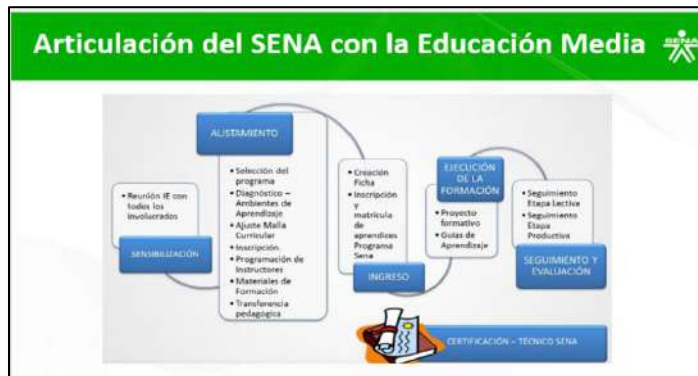 Articulación del SENA con la Educación Media
SENA
• Reunión IE con
todos los
involucrados
SENSIBILIZACIÓN
ALISTAMIENTO
• Selección del
programa
• Diagnóstico –
Ambientes de
Aprendizaje
• Ajuste Malla
Curricular
• Inscripción.
• Programación de
Instructores
• Materiales de
Formación
• Transferencia
pedagógica
• Creación
Ficha
• Inscripción
y
matrícula
de
aprendices
Programa
Sena
INGRESO
EJECUCIÓN
DE LA
FORMACIÓN
• Proyecto
formativo
• Guías de
Aprendizaje
• Seguimiento
Etapa Lectiva
• Seguimiento
Etapa
Productiva
SEGUIMIENTO Y
EVALUACIÓN
CERTIFICACIÓN – TÉCNICO SENA